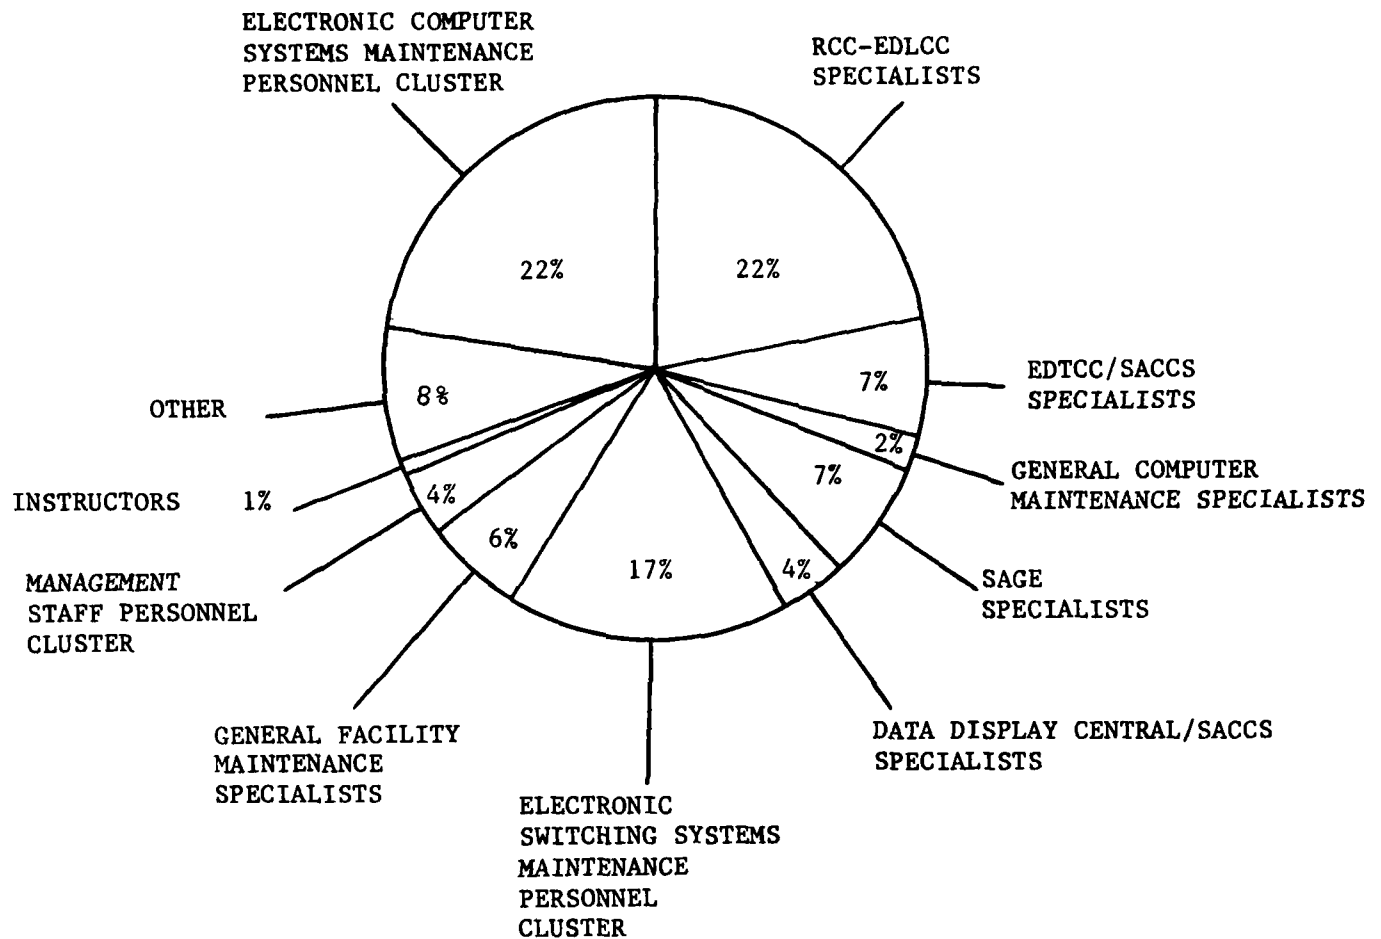 ELECTRONIC COMPUTER
SYSTEMS MAINTENANCE
PERSONNEL CLUSTER
RCC-EDLCC
SPECIALISTS
22%
22%
7%
EDTCC/SACCS
SPECIALISTS
2%
GENERAL COMPUTER
MAINTENANCE SPECIALISTS
7%
SAGE
SPECIALISTS
4%
DATA DISPLAY CENTRAL/SACCS
SPECIALISTS
17%
ELECTRONIC
SWITCHING SYSTEMS
MAINTENANCE
PERSONNEL
CLUSTER
6%
GENERAL FACILITY
MAINTENANCE
SPECIALISTS
4%
MANAGEMENT
STAFF PERSONNEL
CLUSTER
INSTRUCTORS 1%
OTHER
8%